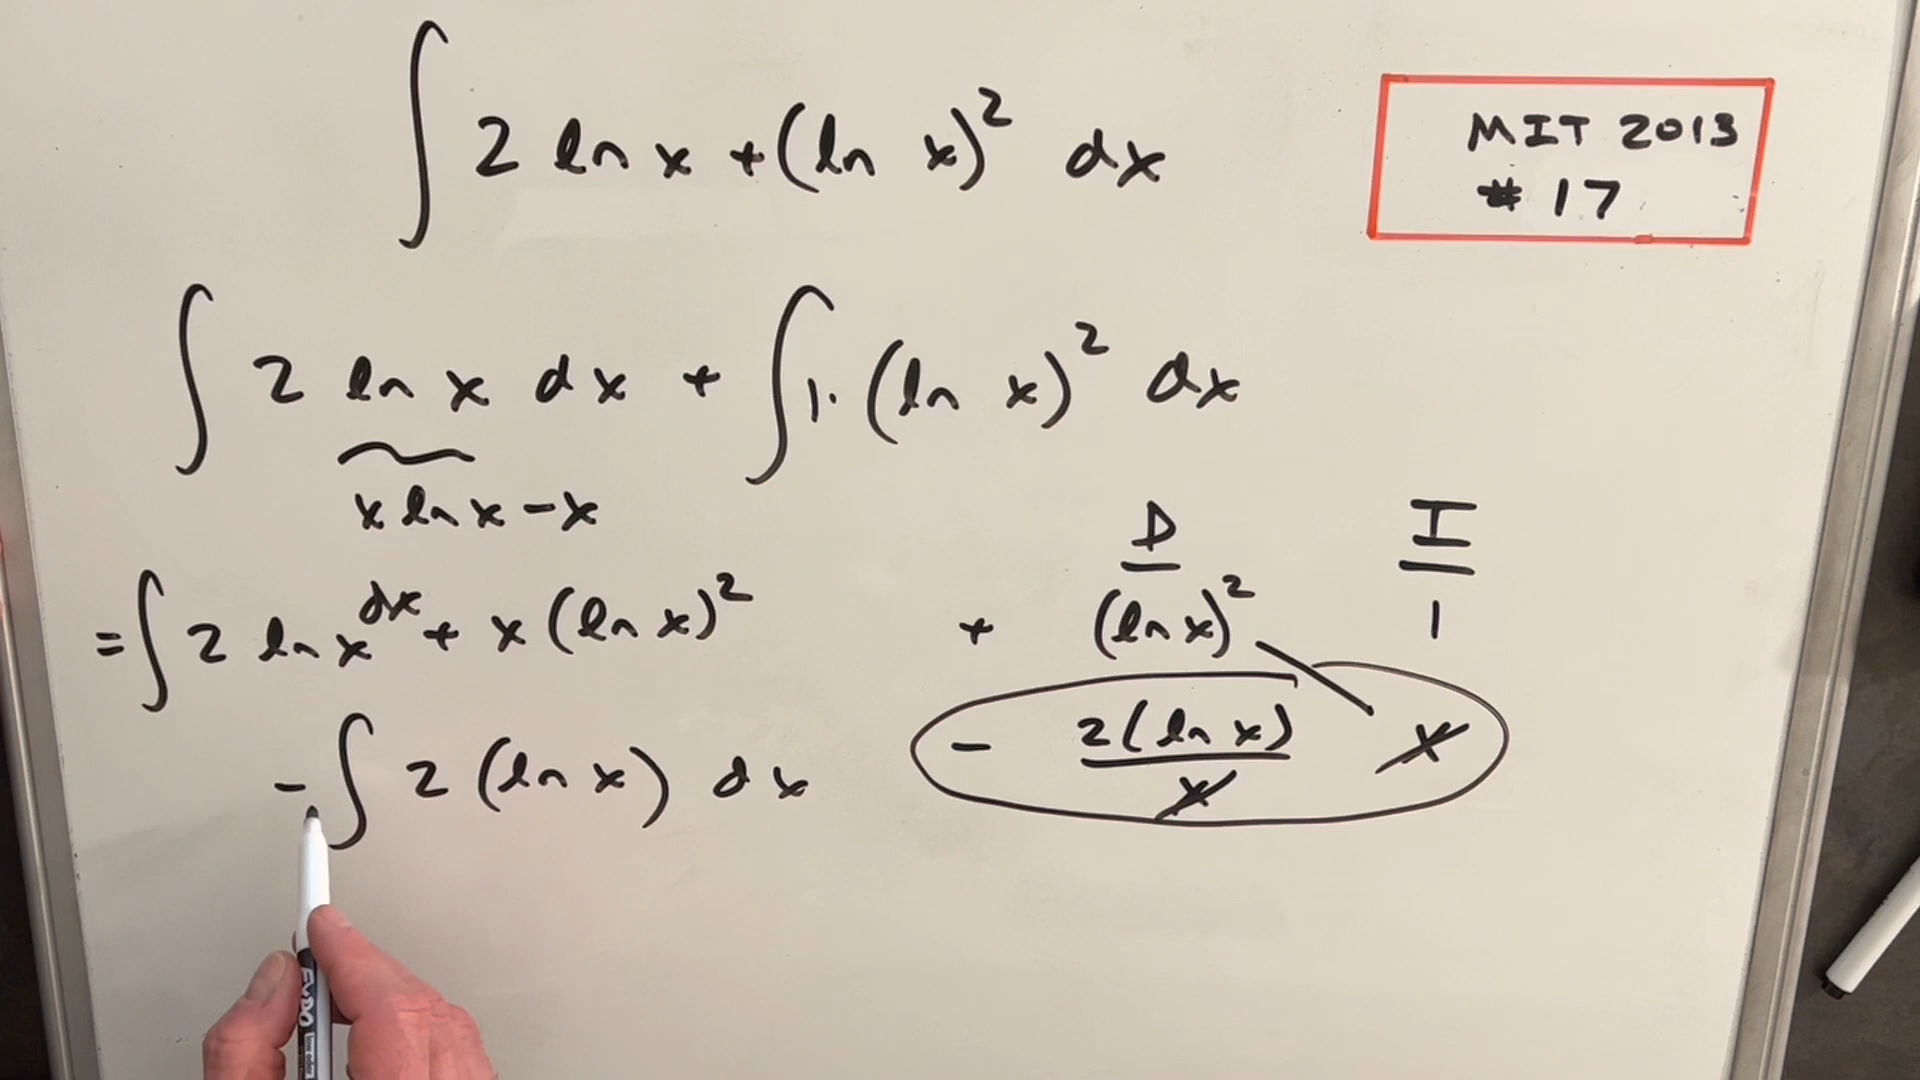 ∫ 2 ln x + (ln x)² dx
MIT 2013
# 17
∫ 2 ln x dx + ∫ 1· (ln x)² dx
x ln x - x
D I
= ∫ 2 ln x dx + x (ln x)²
+ (ln x)² 1
- ∫ 2 (ln x) dx
- 2(ln x)/x x
EXPO